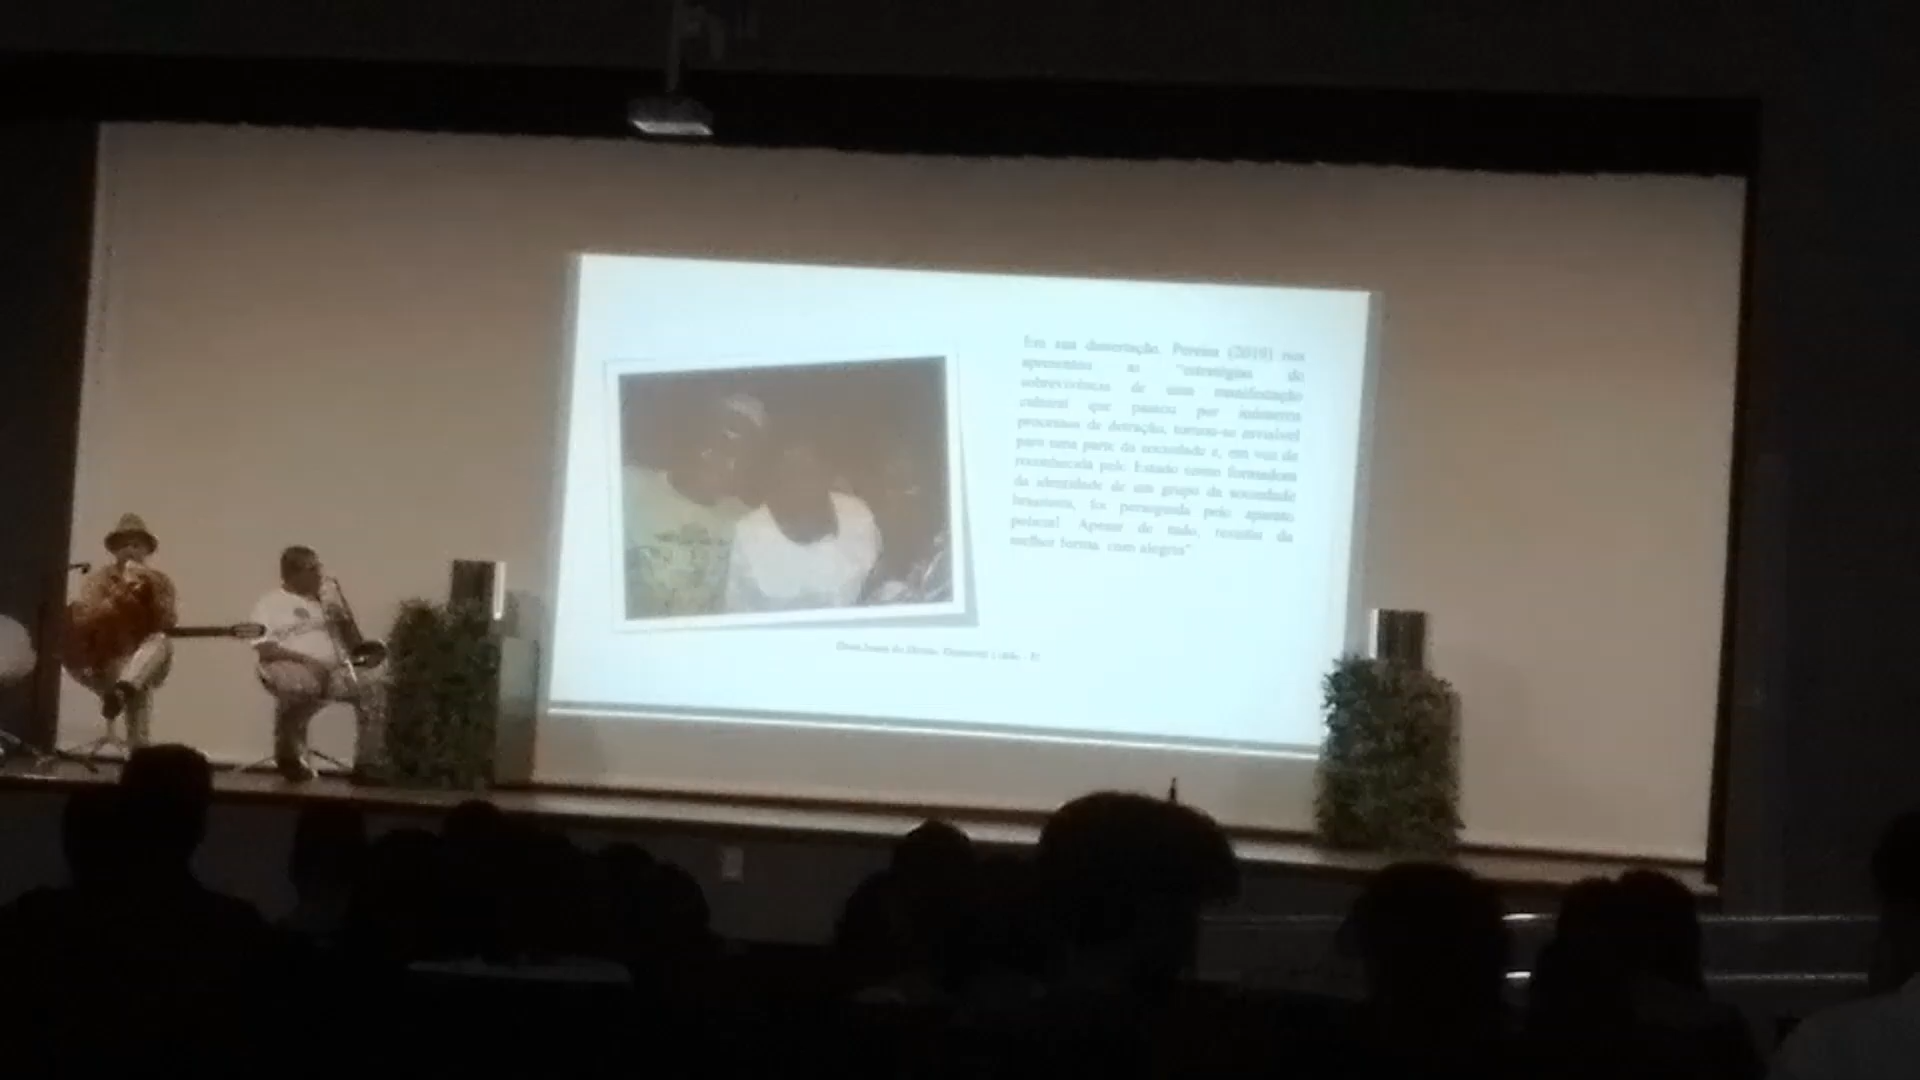 Em sua dissertação, Pereira (2019) nos
apresentou as "estratégias de
sobrevivência de uma manifestação
cultural que passou por inúmeros
processos de detração, tornou-se invisível
para uma parte da sociedade e, em vez de
reconhecida pelo Estado como formadora
da identidade de um grupo da sociedade
brasileira, foi perseguida pelo aparato
policial. Apesar de tudo, resistiu da
melhor forma, com alegria"